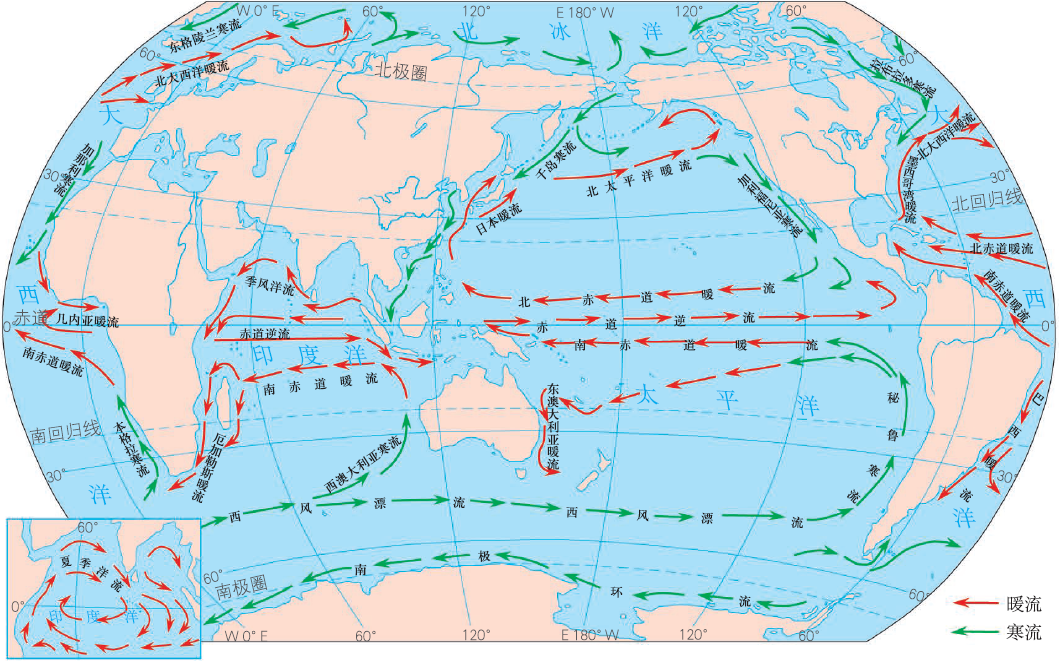 W 0° E
60°
120°
E 180° W
120°
60°
北冰洋
东格陵兰寒流
60°
北大西洋暖流
北极圈
60°
拉布拉多寒流
大
大
北大西洋暖流
加那利寒流
30°
千岛寒流
北太平洋暖流
加利福尼亚寒流
墨西哥湾暖流
30°
北回归线
日本暖流
北赤道暖流
季风洋流
北赤道暖流
南赤道暖流
西
西
赤道
0°
几内亚暖流
赤道逆流
赤道逆流
0°
南赤道暖流
印度洋
南赤道暖流
南赤道暖流
太平洋
东澳大利亚暖流
秘鲁寒流
巴西暖流
南回归线
本格拉寒流
厄加勒斯暖流
西澳大利亚寒流
30°
30°
洋
洋
西风漂流
西风漂流
60°
南极圈
南极环流
60°
60°
夏季洋流
0°
印度洋
W 0° E
60°
120°
E 180° W
120°
60°
暖流
寒流